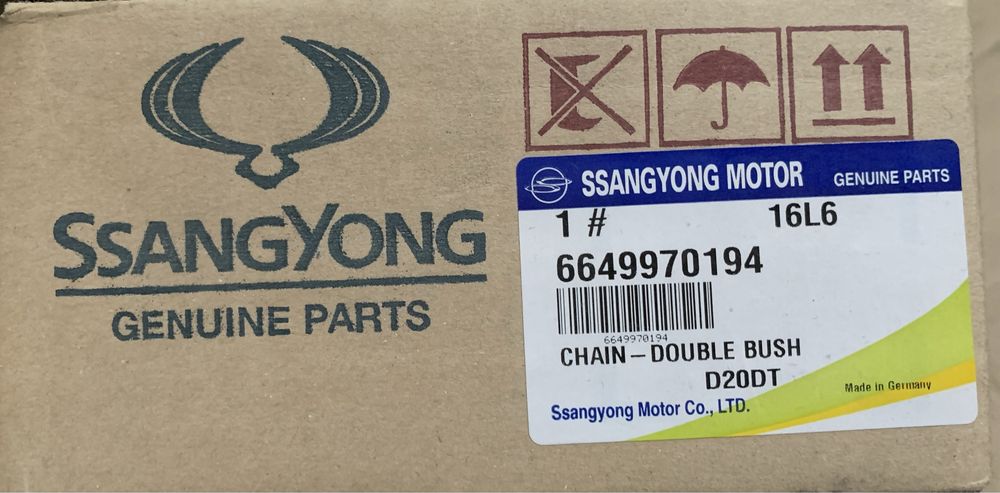 SSANGYONG
GENUINE PARTS
SSANGYONG MOTOR GENUINE PARTS
1 # 16L6
6649970194
6649970194
CHAIN-DOUBLE BUSH
D20DT
Made in Germany
Ssangyong Motor Co., LTD.